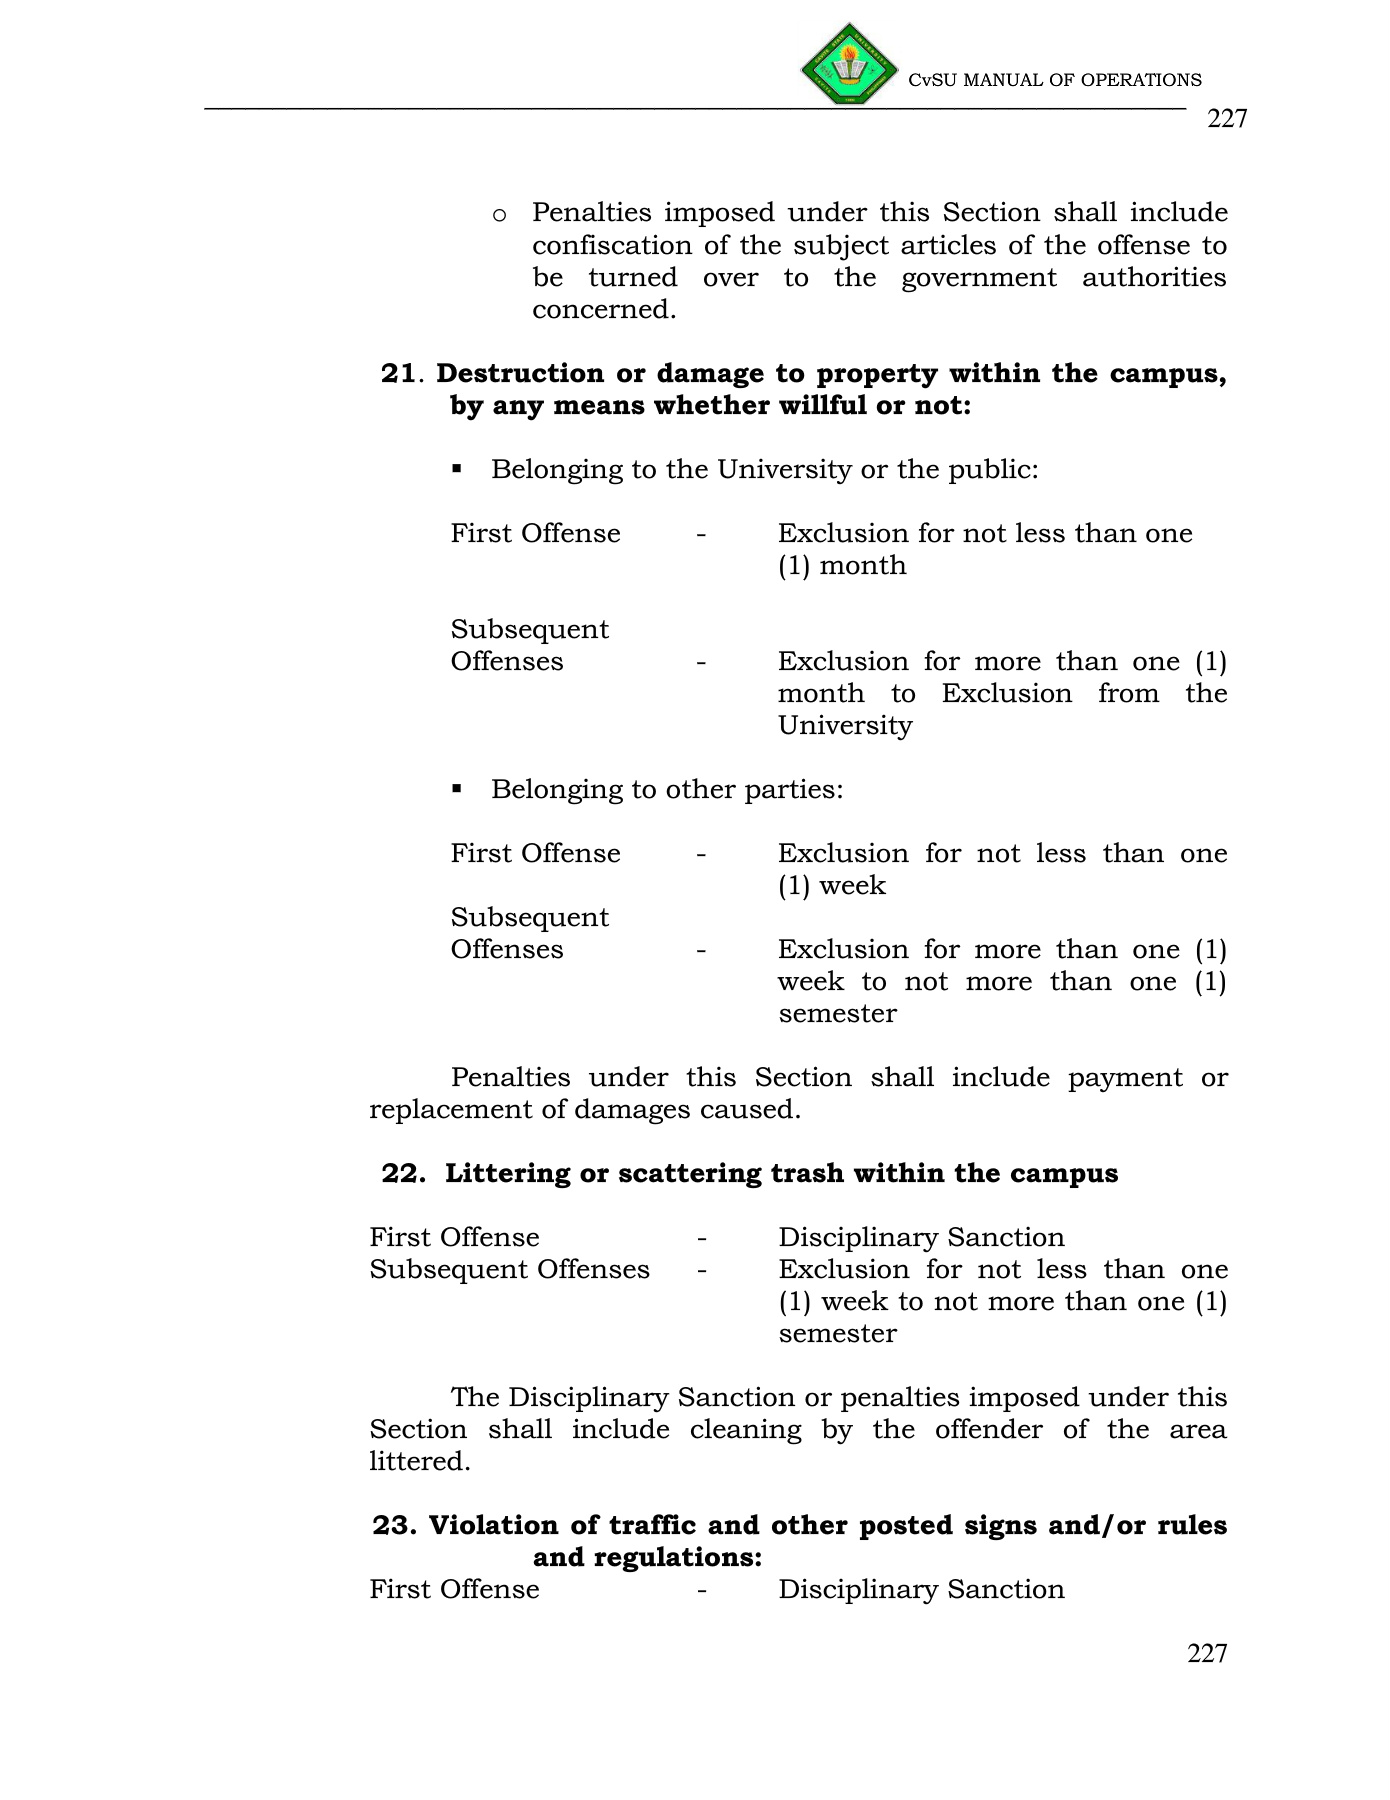 CvSU MANUAL OF OPERATIONS
227
o Penalties imposed under this Section shall include
confiscation of the subject articles of the offense to
be turned over to the government authorities
concerned.
21. Destruction or damage to property within the campus,
by any means whether willful or not:
▪ Belonging to the University or the public:
First Offense - Exclusion for not less than one
(1) month
Subsequent
Offenses - Exclusion for more than one (1)
month to Exclusion from the
University
▪ Belonging to other parties:
First Offense - Exclusion for not less than one
(1) week
Subsequent
Offenses - Exclusion for more than one (1)
week to not more than one (1)
semester
Penalties under this Section shall include payment or
replacement of damages caused.
22. Littering or scattering trash within the campus
First Offense - Disciplinary Sanction
Subsequent Offenses - Exclusion for not less than one
(1) week to not more than one (1)
semester
The Disciplinary Sanction or penalties imposed under this
Section shall include cleaning by the offender of the area
littered.
23. Violation of traffic and other posted signs and/or rules
and regulations:
First Offense - Disciplinary Sanction
227